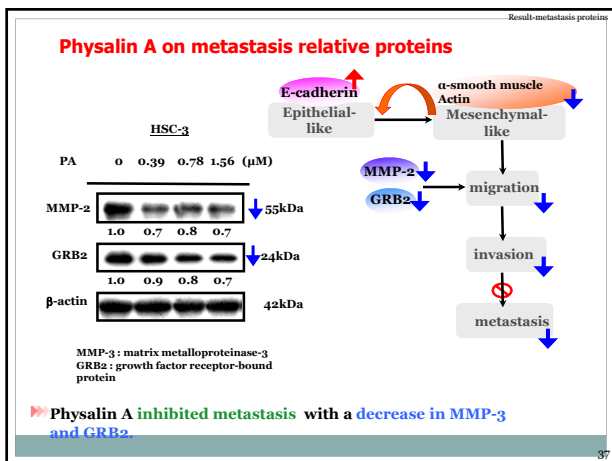 Result-metastasis proteins
Physalin A on metastasis relative proteins
HSC-3
PA 0 0.39 0.78 1.56 (μM)
MMP-2 55kDa
1.0 0.7 0.8 0.7
GRB2 24kDa
1.0 0.9 0.8 0.7
β-actin 42kDa
MMP-3 : matrix metalloproteinase-3
GRB2 : growth factor receptor-bound
protein
E-cadherin
Epithelial-
like
α-smooth muscle
Actin
Mesenchymal-
like
MMP-2
GRB2
migration
invasion
metastasis
Physalin A inhibited metastasis with a decrease in MMP-3
and GRB2.
37